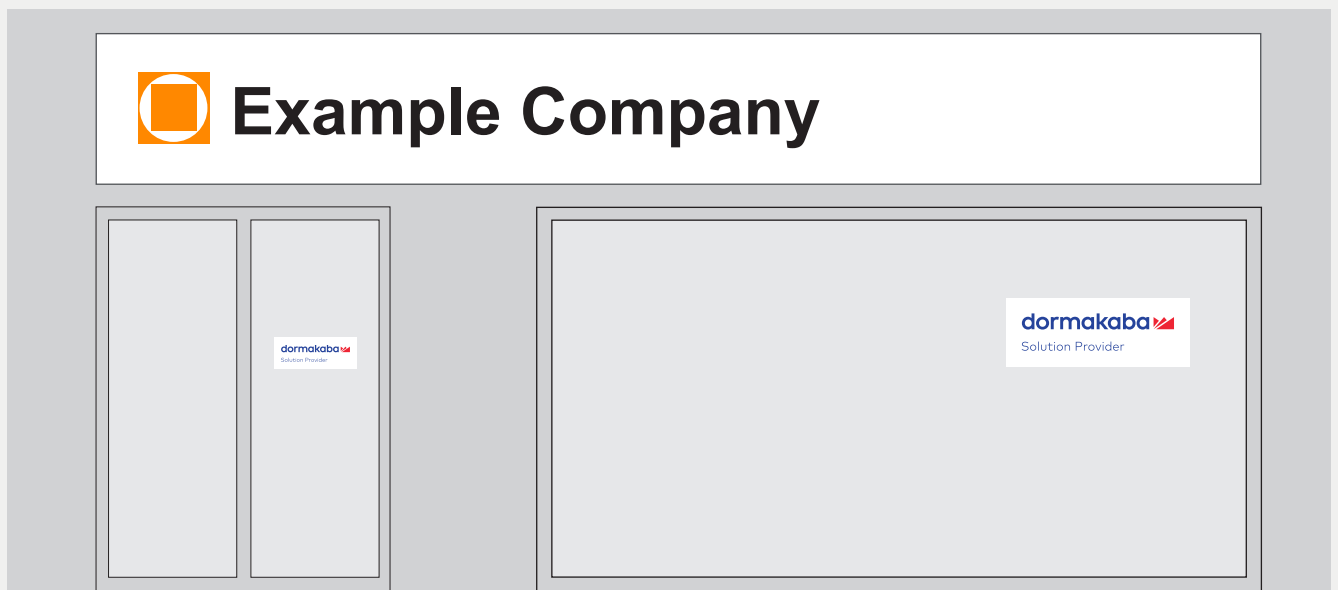 Example Company
dormakaba
Solution Provider
dormakaba
Solution Provider